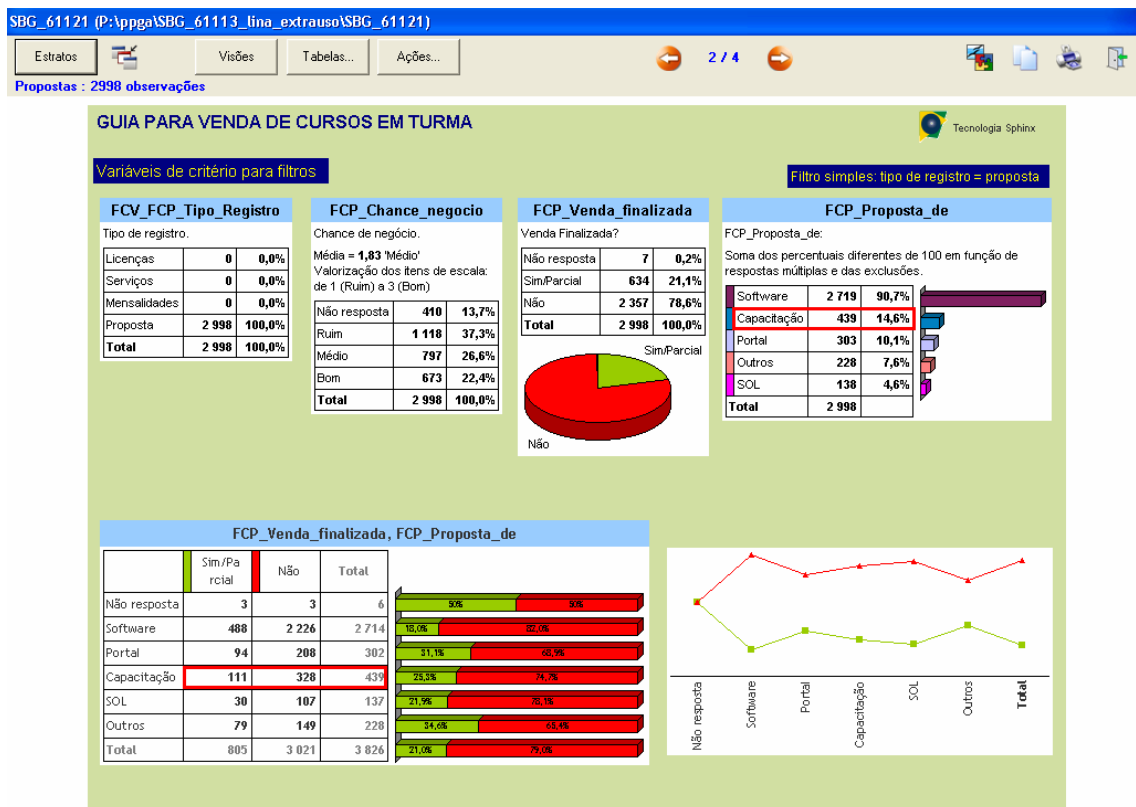 SBG_61121 (P:\ppga\SBG_61113_lina_extrauso\SBG_61121)
Estratos
Visões
Tabelas...
Ações...
2 / 4
Propostas : 2998 observações
GUIA PARA VENDA DE CURSOS EM TURMA
Tecnologia Sphinx
Variáveis de critério para filtros
Filtro simples: tipo de registro = proposta
FCV_FCP_Tipo_Registro
Tipo de registro.
Licenças 0 0,0%
Serviços 0 0,0%
Mensalidades 0 0,0%
Proposta 2 998 100,0%
Total 2 998 100,0%
FCP_Chance_negocio
Chance de negócio.
Média = 1,83 'Médio'
Valorização dos itens de escala:
de 1 (Ruim) a 3 (Bom)
Não resposta 410 13,7%
Ruim 1 118 37,3%
Médio 797 26,6%
Bom 673 22,4%
Total 2 998 100,0%
FCP_Venda_finalizada
Venda Finalizada?
Não resposta 7 0,2%
Sim/Parcial 634 21,1%
Não 2 357 78,6%
Total 2 998 100,0%
Sim/Parcial
Não
FCP_Proposta_de
FCP_Proposta_de:
Soma dos percentuais diferentes de 100 em função de
respostas múltiplas e das exclusões.
Software 2 719 90,7%
Capacitação 439 14,6%
Portal 303 10,1%
Outros 228 7,6%
SOL 138 4,6%
Total 2 998
FCP_Venda_finalizada, FCP_Proposta_de
Sim/Pa
rcial
Não
Total
Não resposta 3 3 6 50% 50%
Software 488 2 226 2 714 18,0% 82,0%
Portal 94 208 302 31,1% 68,9%
Capacitação 111 328 439 25,3% 74,7%
SOL 30 107 137 21,9% 78,1%
Outros 79 149 228 34,6% 65,4%
Total 805 3 021 3 826 21,0% 79,0%
Não resposta
Software
Portal
Capacitação
SOL
Outros
Total